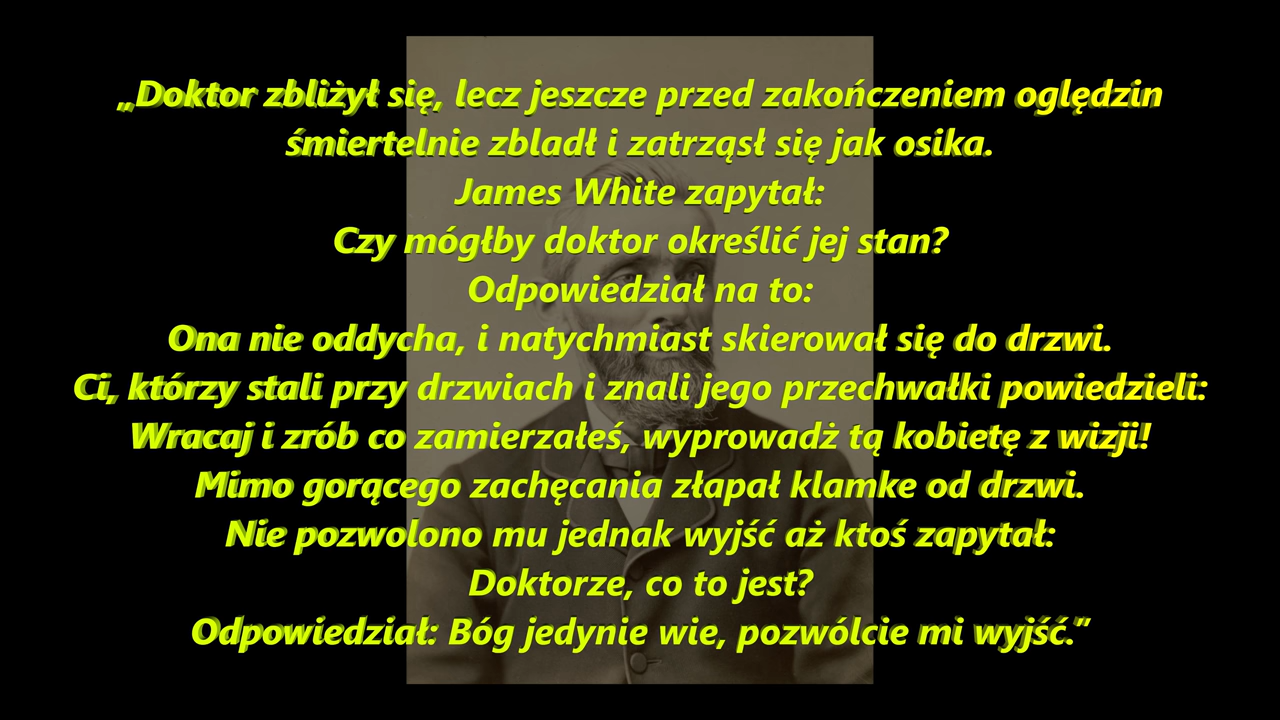 „Doktor zbliżył się, lecz jeszcze przed zakończeniem oględzin
śmiertelnie zbladł i zatrząsł się jak osika.
James White zapytał:
Czy mógłby doktor określić jej stan?
Odpowiedział na to:
Ona nie oddycha, i natychmiast skierował się do drzwi.
Ci, którzy stali przy drzwiach i znali jego przechwałki powiedzieli:
Wracaj i zrób co zamierzałeś, wyprowadż tą kobietę z wizji!
Mimo gorącego zachęcania złapał klamke od drzwi.
Nie pozwolono mu jednak wyjść aż ktoś zapytał:
Doktorze, co to jest?
Odpowiedział: Bóg jedynie wie, pozwólcie mi wyjść.”